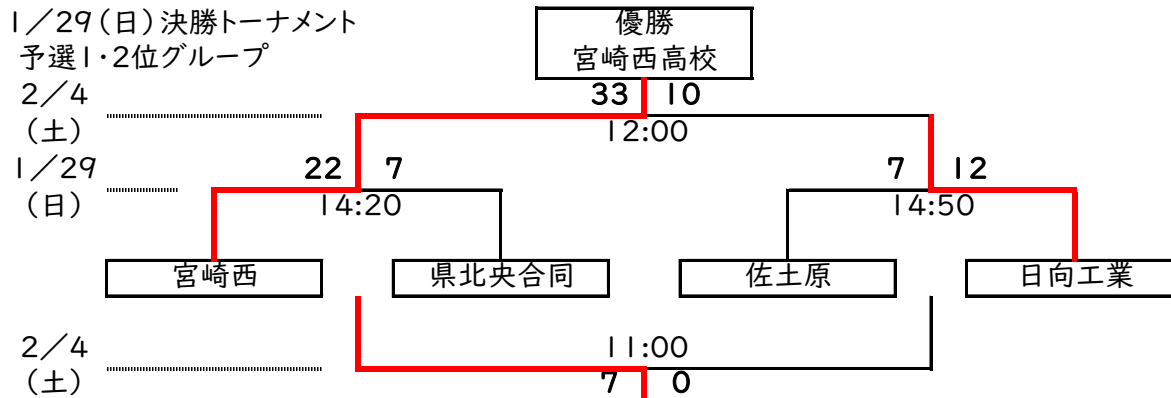 1／29（日）決勝トーナメント
予選1・2位グループ
優勝
宮崎西高校
2／4
（土）
33 10
12:00
1／29
（日）
22 7
14:20
7 12
14:50
宮崎西
県北央合同
佐土原
日向工業
2／4
（土）
11:00
7 0